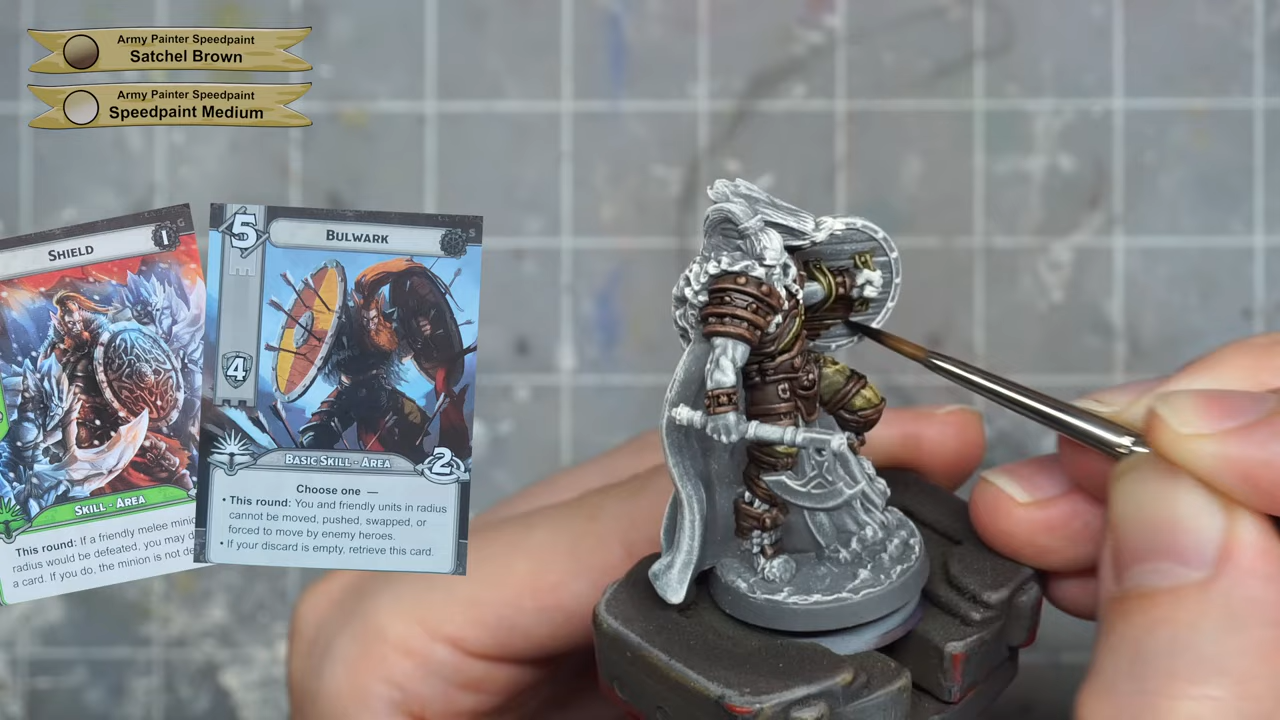 Army Painter Speedpaint
Satchel Brown
Army Painter Speedpaint
Speedpaint Medium
SHIELD
1
G
SKILL - AREA
This round: If a friendly melee minio
radius would be defeated, you may d
a card. If you do, the minion is not de
5
BULWARK
S
4
BASIC SKILL - AREA
2
Choose one —
• This round: You and friendly units in radius
cannot be moved, pushed, swapped, or
forced to move by enemy heroes.
• If your discard is empty, retrieve this card.